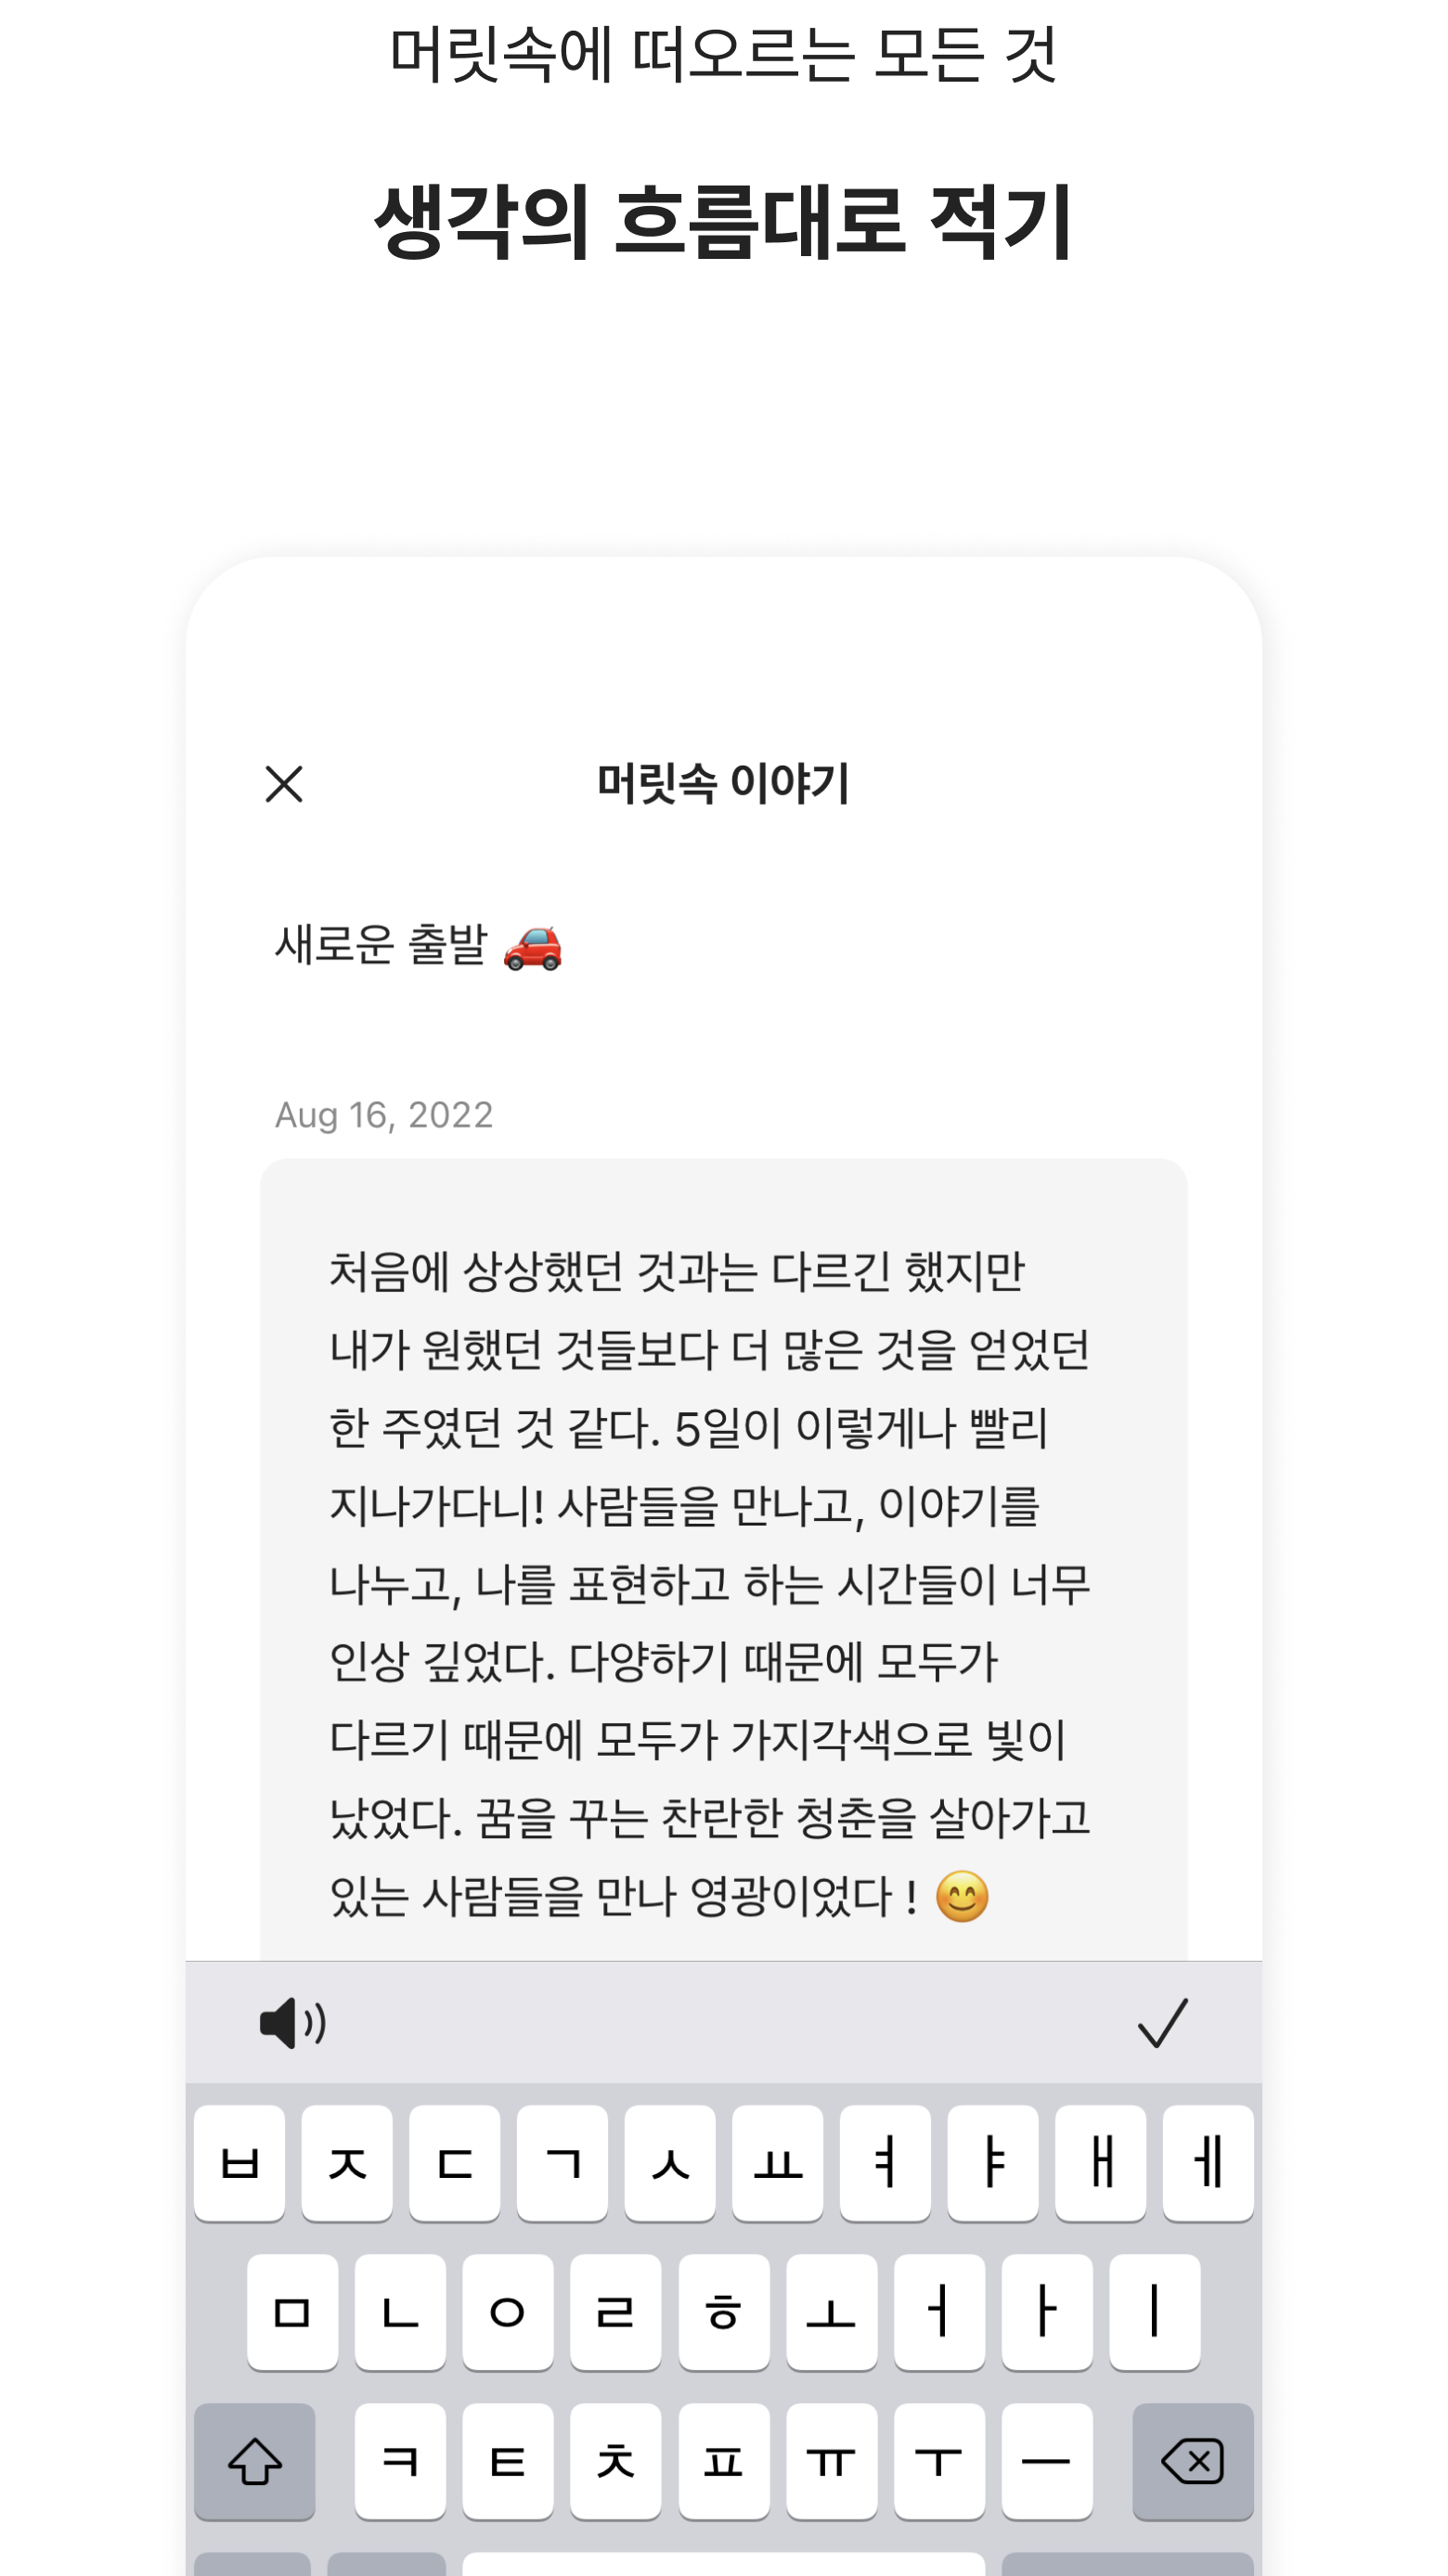 머릿속에 떠오르는 모든 것
생각의 흐름대로 적기
머릿속 이야기
새로운 출발 🚗
Aug 16, 2022
처음에 상상했던 것과는 다르긴 했지만
내가 원했던 것들보다 더 많은 것을 얻었던
한 주였던 것 같다. 5일이 이렇게나 빨리
지나가다니! 사람들을 만나고, 이야기를
나누고, 나를 표현하고 하는 시간들이 너무
인상 깊었다. 다양하기 때문에 모두가
다르기 때문에 모두가 가지각색으로 빛이
났었다. 꿈을 꾸는 찬란한 청춘을 살아가고
있는 사람들을 만나 영광이었다 ! 😊
ㅂ ㅈ ㄷ ㄱ ㅅ ㅛ ㅕ ㅑ ㅐ ㅔ
ㅁ ㄴ ㅇ ㄹ ㅎ ㅗ ㅓ ㅏ ㅣ
ㅋ ㅌ ㅊ ㅍ ㅠ ㅜ ㅡ